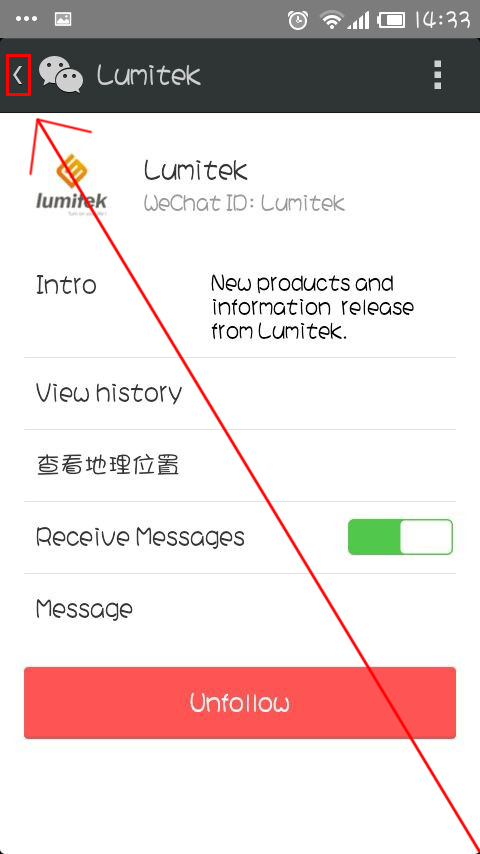 14:33
Lumitek
lumitek
Lumitek
WeChat ID: Lumitek
Intro
New products and
information release
from Lumitek.
View history
查看地理位置
Receive Messages
Message
Unfollow